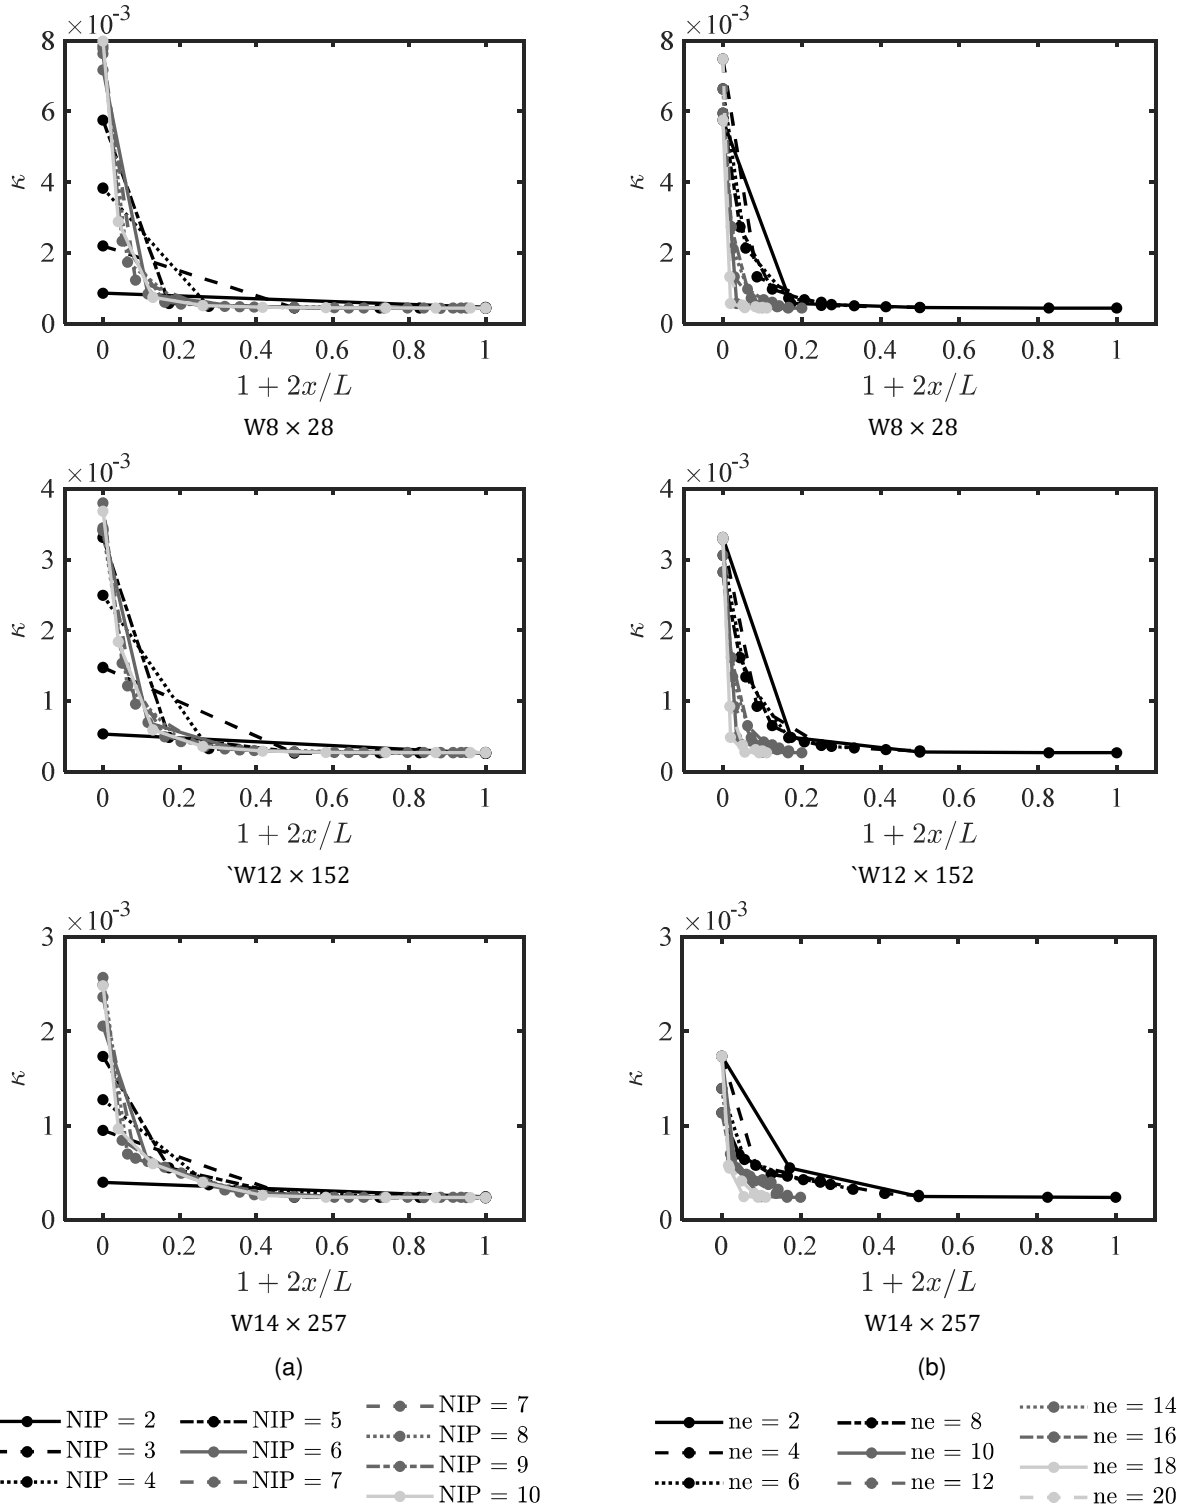 ×10-3 ×10-3
8 8
6 6
κ 4 κ 4
2 2
0 0
0 0.2 0.4 0.6 0.8 1 0 0.2 0.4 0.6 0.8 1
1 + 2x/L 1 + 2x/L
W8 × 28 W8 × 28
×10-3 ×10-3
4 4
3 3
κ 2 κ 2
1 1
0 0
0 0.2 0.4 0.6 0.8 1 0 0.2 0.4 0.6 0.8 1
1 + 2x/L 1 + 2x/L
`W12 × 152 `W12 × 152
×10-3 ×10-3
3 3
2 2
κ κ
1 1
0 0
0 0.2 0.4 0.6 0.8 1 0 0.2 0.4 0.6 0.8 1
1 + 2x/L 1 + 2x/L
W14 × 257 W14 × 257
(a) (b)
NIP = 2
NIP = 3
NIP = 4
NIP = 5
NIP = 6
NIP = 7
NIP = 7
NIP = 8
NIP = 9
NIP = 10
ne = 2
ne = 4
ne = 6
ne = 8
ne = 10
ne = 12
ne = 14
ne = 16
ne = 18
ne = 20